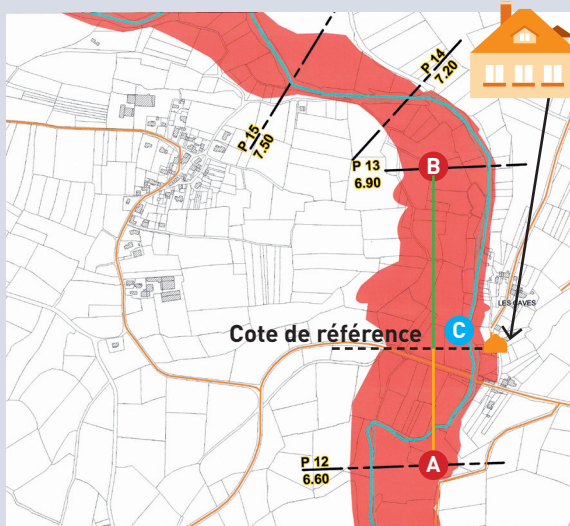 P 14
7.20
P 15
7.50
P 13
6.90
B
LES CAVES
C
Cote de référence
P 12
6.60
A